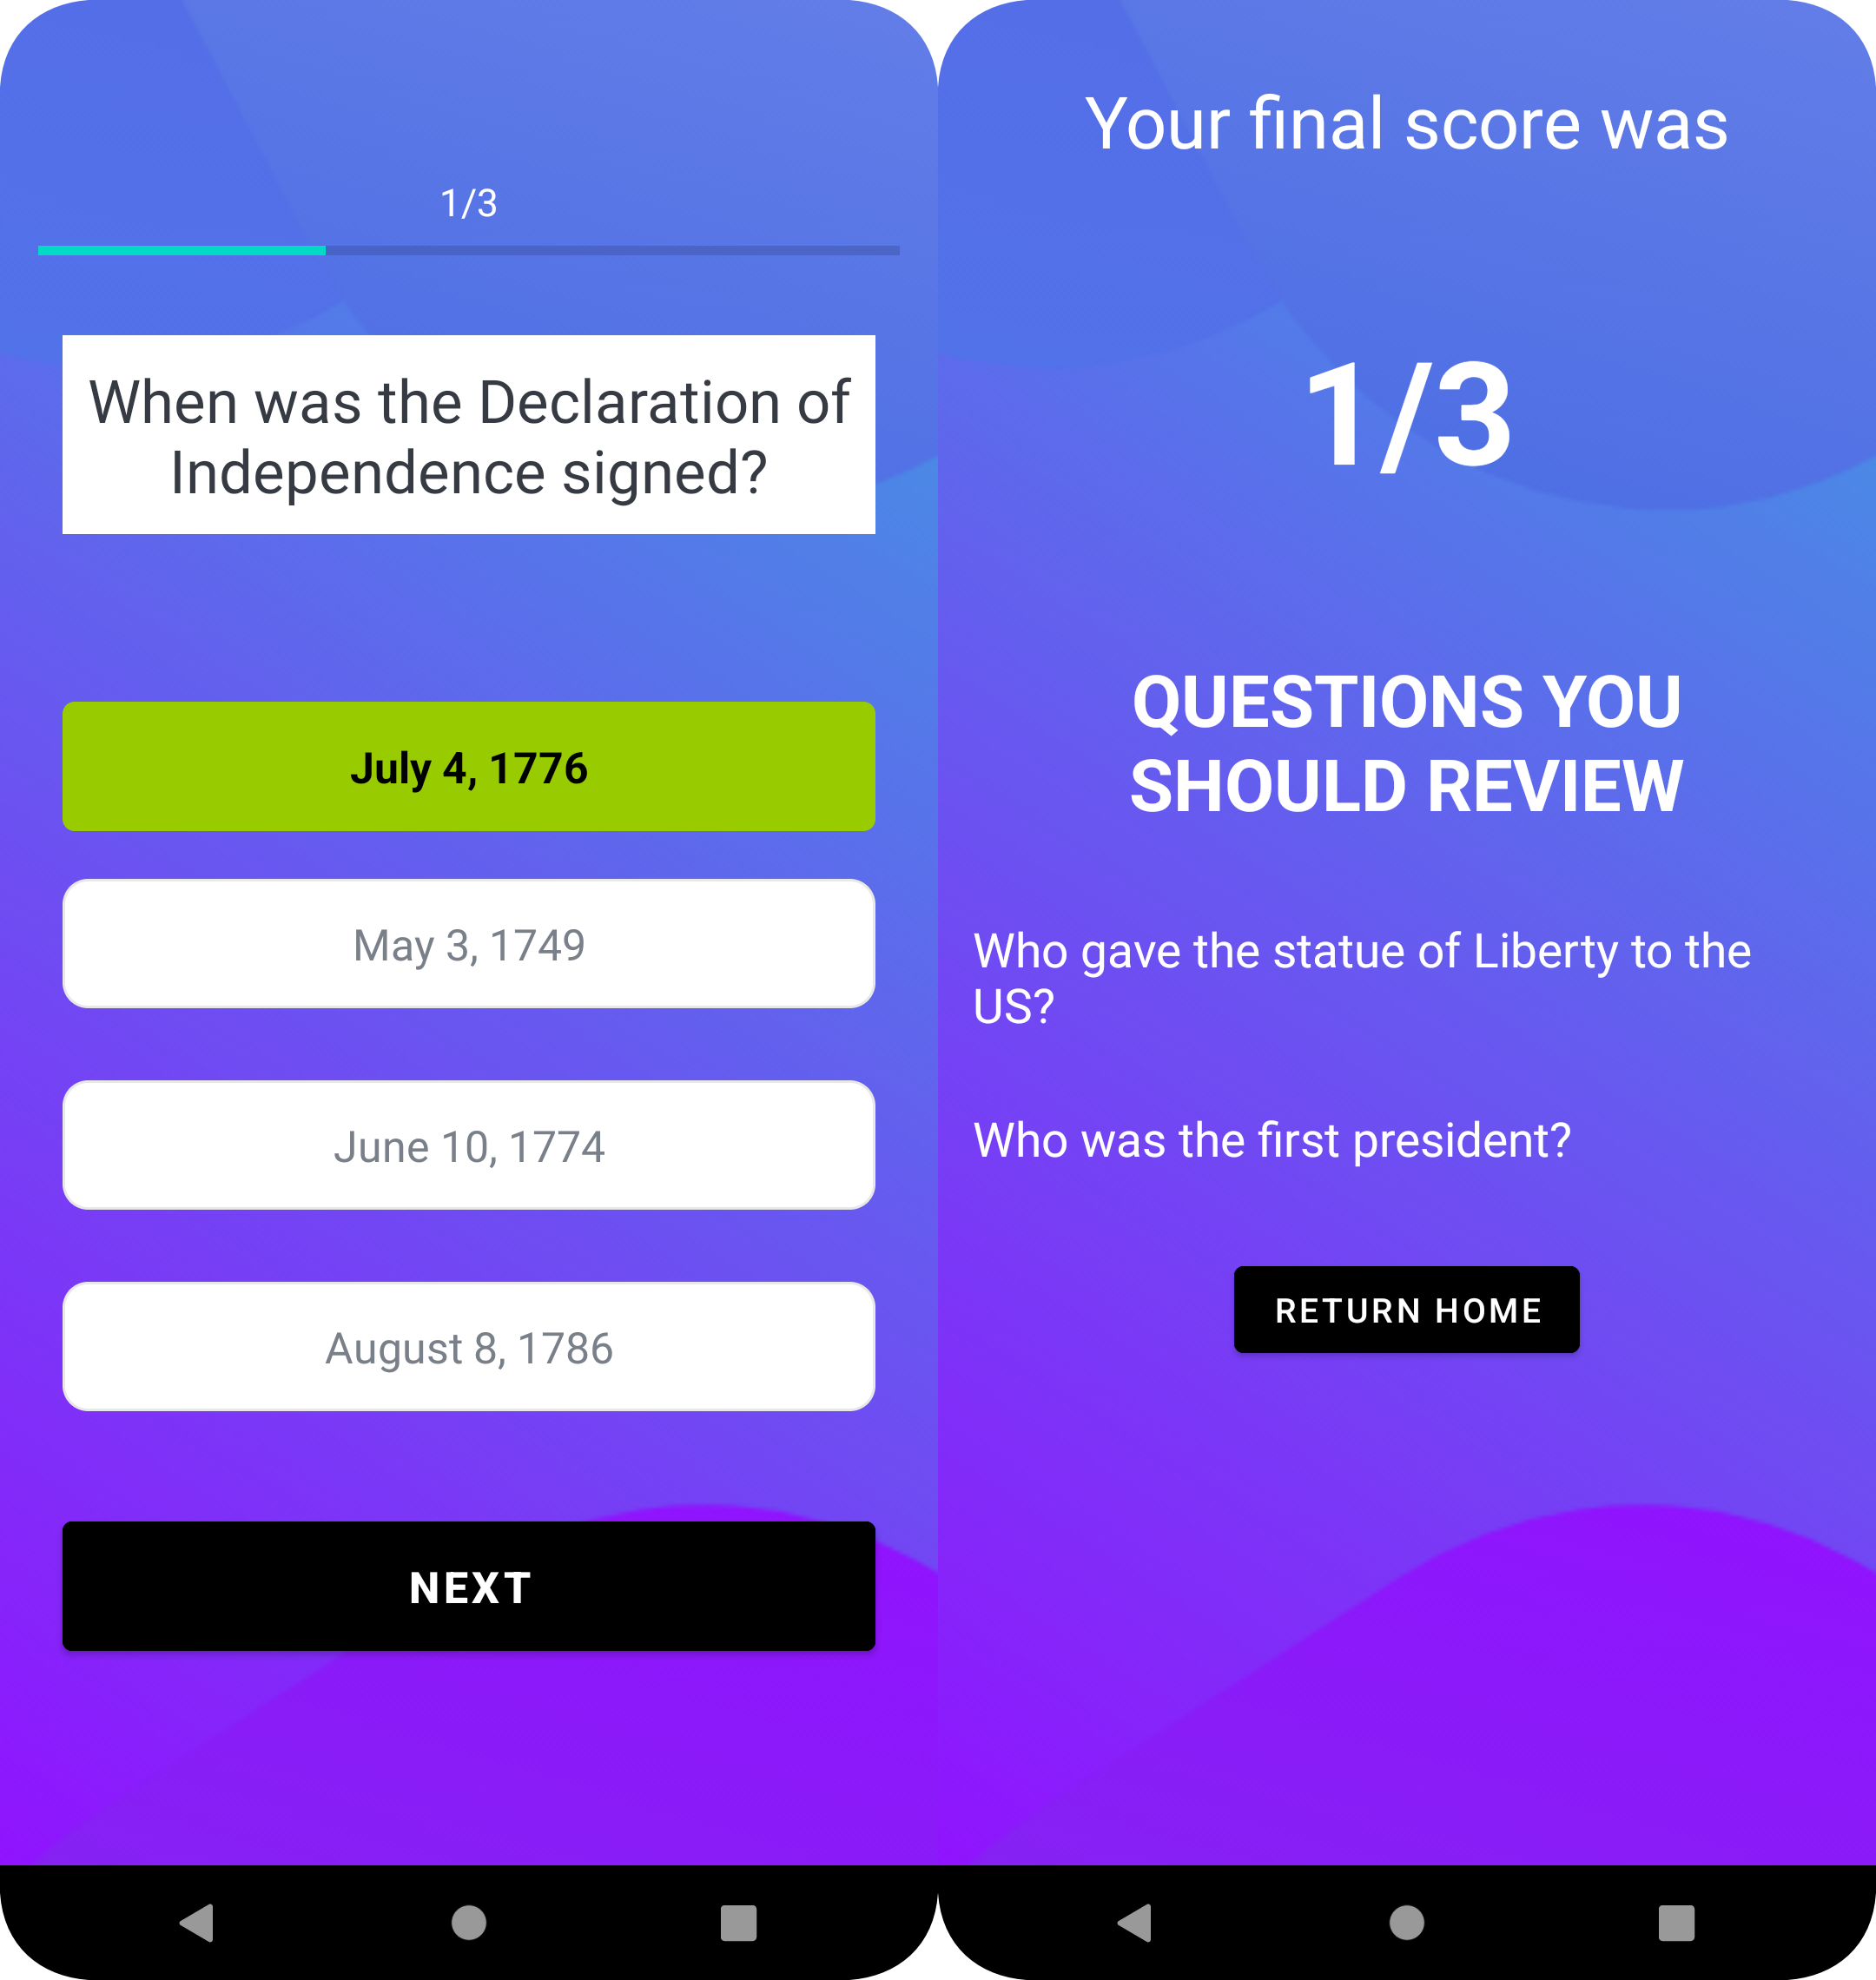 1/3
When was the Declaration of
Independence signed?
July 4, 1776
May 3, 1749
June 10, 1774
August 8, 1786
NEXT
Your final score was
1/3
QUESTIONS YOU
SHOULD REVIEW
Who gave the statue of Liberty to the
US?
Who was the first president?
RETURN HOME